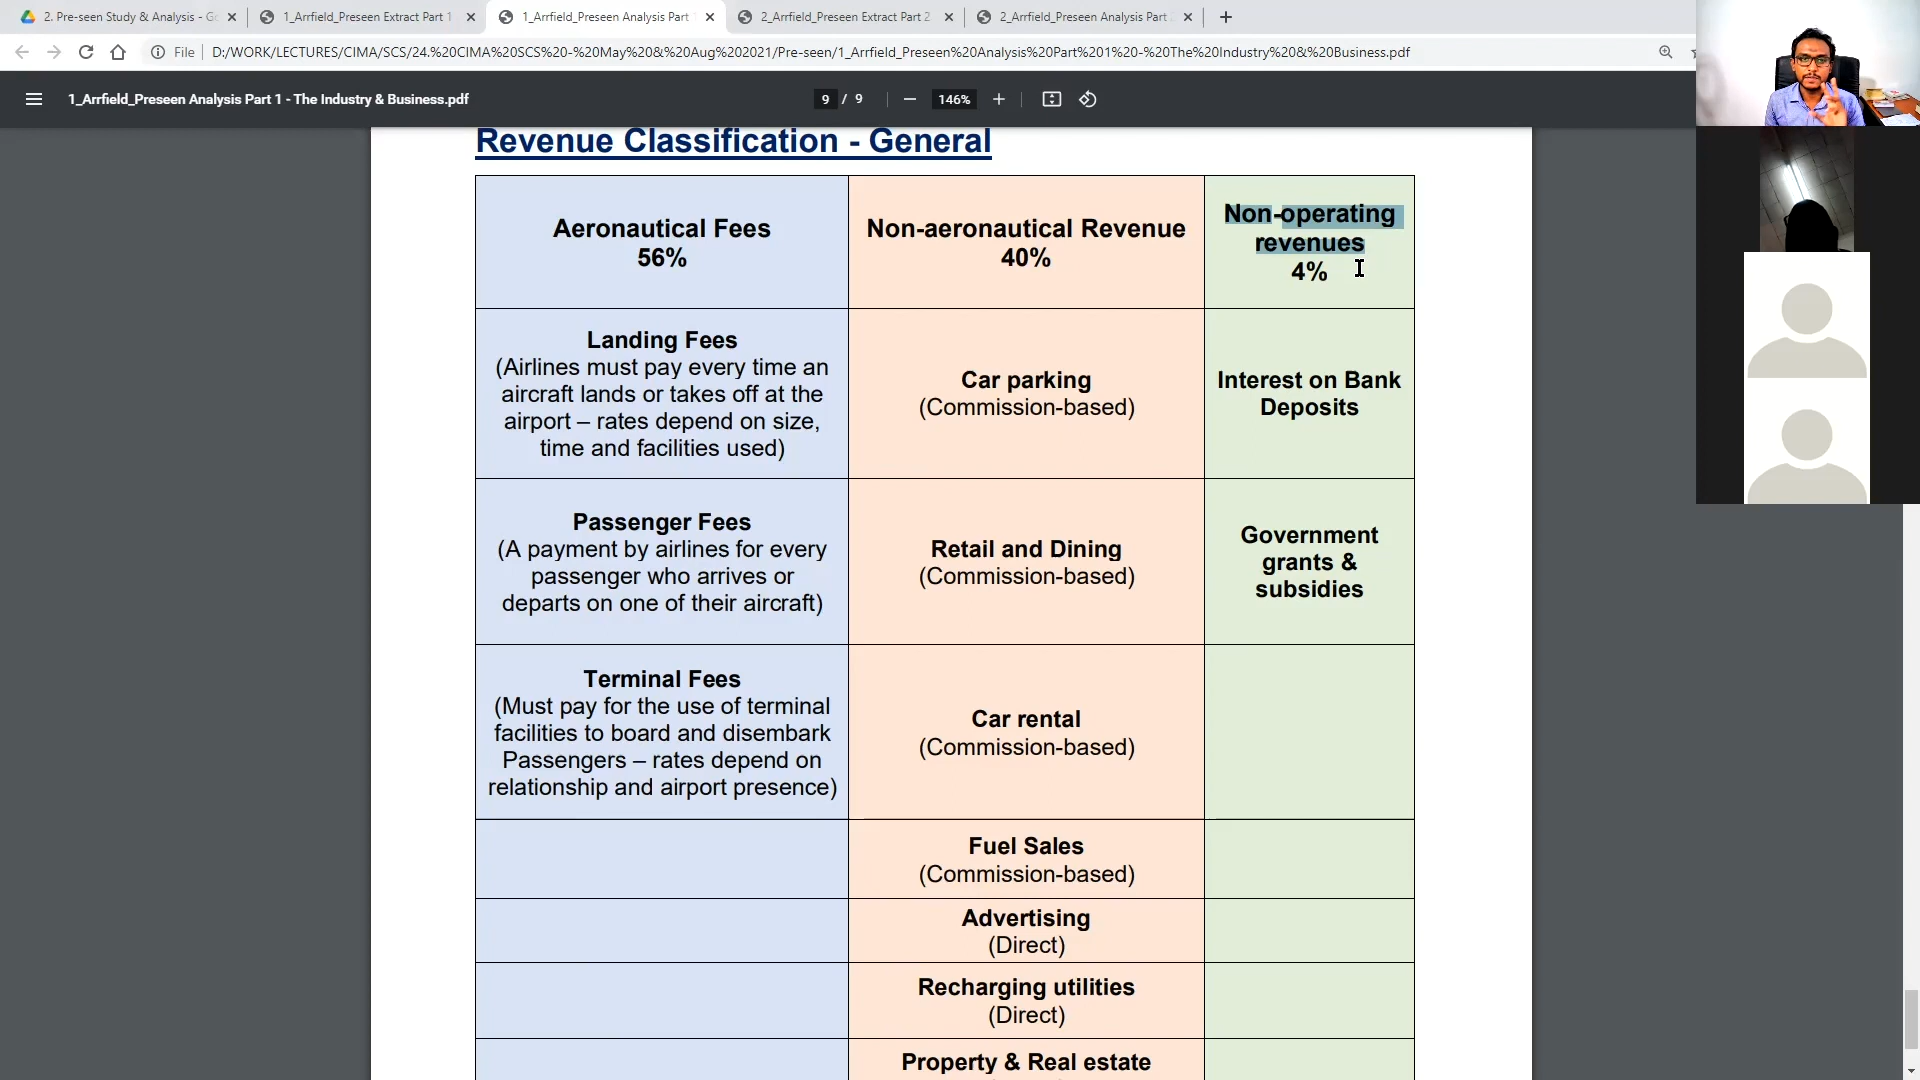 2. Pre-seen Study & Analysis - Go
1_Arrfield_Preseen Extract Part 1
1_Arrfield_Preseen Analysis Part
2_Arrfield_Preseen Extract Part 2
2_Arrfield_Preseen Analysis Part
File
D:/WORK/LECTURES/CIMA/SCS/24.%20CIMA%20SCS%20-%20May%20&%20Aug%202021/Pre-seen/1_Arrfield_Preseen%20Analysis%20Part%201%20-%20The%20Industry%20&%20Business.pdf
1_Arrfield_Preseen Analysis Part 1 - The Industry & Business.pdf
9 / 9
146%
Revenue Classification - General
Aeronautical Fees
56%
Non-aeronautical Revenue
40%
Non-operating
revenues
4%
Landing Fees
(Airlines must pay every time an
aircraft lands or takes off at the
airport – rates depend on size,
time and facilities used)
Car parking
(Commission-based)
Interest on Bank
Deposits
Passenger Fees
(A payment by airlines for every
passenger who arrives or
departs on one of their aircraft)
Retail and Dining
(Commission-based)
Government
grants &
subsidies
Terminal Fees
(Must pay for the use of terminal
facilities to board and disembark
Passengers – rates depend on
relationship and airport presence)
Car rental
(Commission-based)
Fuel Sales
(Commission-based)
Advertising
(Direct)
Recharging utilities
(Direct)
Property & Real estate